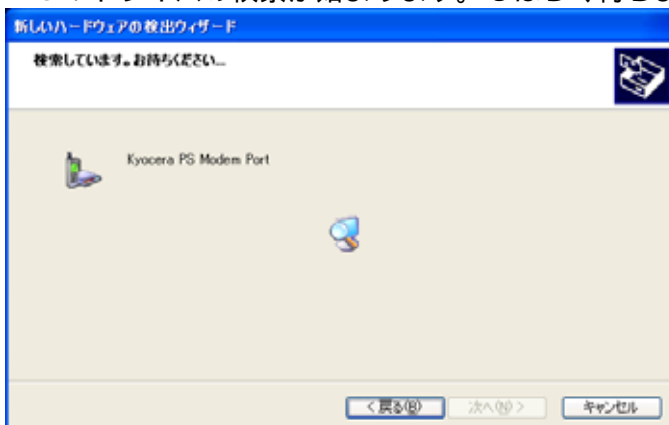 新しいハードウェアの検出ウィザード
検索しています。お待ちください...
Kyocera PS Modem Port
< 戻る(B) 次へ(N) > キャンセル